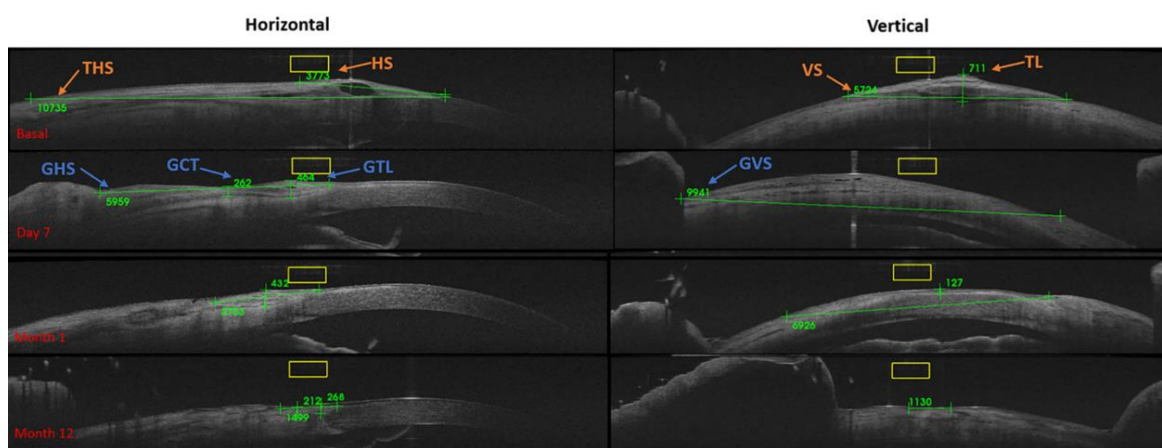 Horizontal
Vertical
THS
3773
HS
10735
Basal
VS
5724
711
TL
GHS
GCT
GTL
262
464
5959
Day 7
GVS
9941
432
2763
Month 1
127
6926
212
268
1499
Month 12
1130